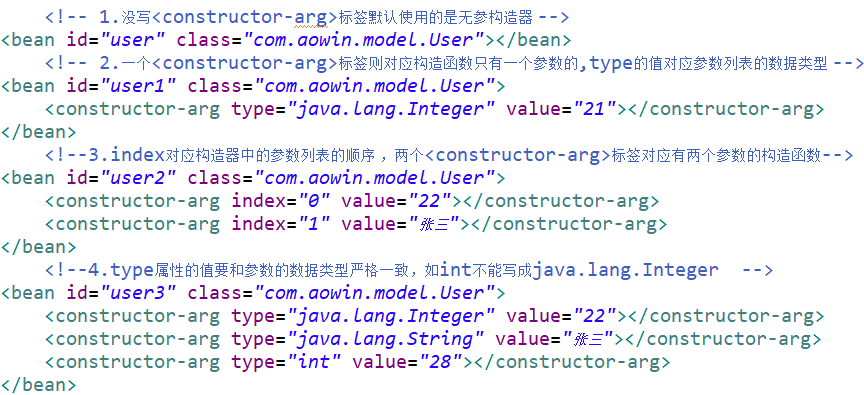 <!-- 1.没写<constructor-arg>标签默认使用的是无参构造器 -->
<bean id="user" class="com.aowin.model.User"></bean>
<!-- 2.一个<constructor-arg>标签则对应构造函数只有一个参数的,type的值对应参数列表的数据类型 -->
<bean id="user1" class="com.aowin.model.User">
<constructor-arg type="java.lang.Integer" value="21"></constructor-arg>
</bean>
<!--3.index对应构造器中的参数列表的顺序，两个<constructor-arg>标签对应有两个参数的构造函数-->
<bean id="user2" class="com.aowin.model.User">
<constructor-arg index="0" value="22"></constructor-arg>
<constructor-arg index="1" value="张三"></constructor-arg>
</bean>
<!--4.type属性的值要和参数的数据类型严格一致，如int不能写成java.lang.Integer  -->
<bean id="user3" class="com.aowin.model.User">
<constructor-arg type="java.lang.Integer" value="22"></constructor-arg>
<constructor-arg type="java.lang.String" value="张三"></constructor-arg>
<constructor-arg type="int" value="28"></constructor-arg>
</bean>